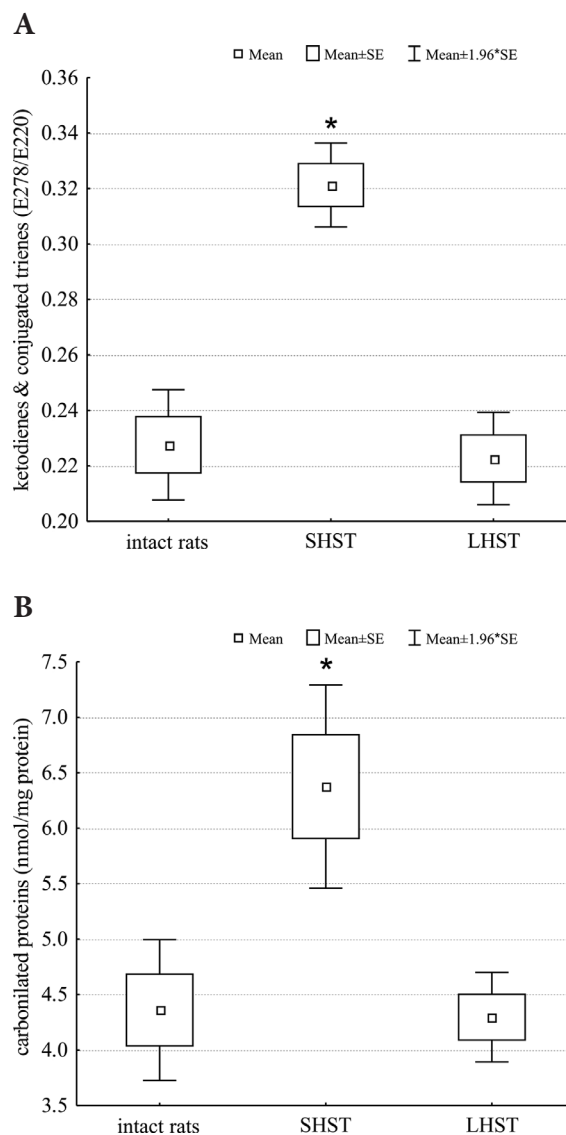 A
Mean Mean±SE Mean±1.96*SE
0.36
0.34
0.32
0.30
0.28
0.26
0.24
0.22
0.20
ketodienes & conjugated trienes (E278/E220)
*
intact rats SHST LHST
B
Mean Mean±SE Mean±1.96*SE
7.5
7.0
6.5
6.0
5.5
5.0
4.5
4.0
3.5
carbonilated proteins (nmol/mg protein)
*
intact rats SHST LHST